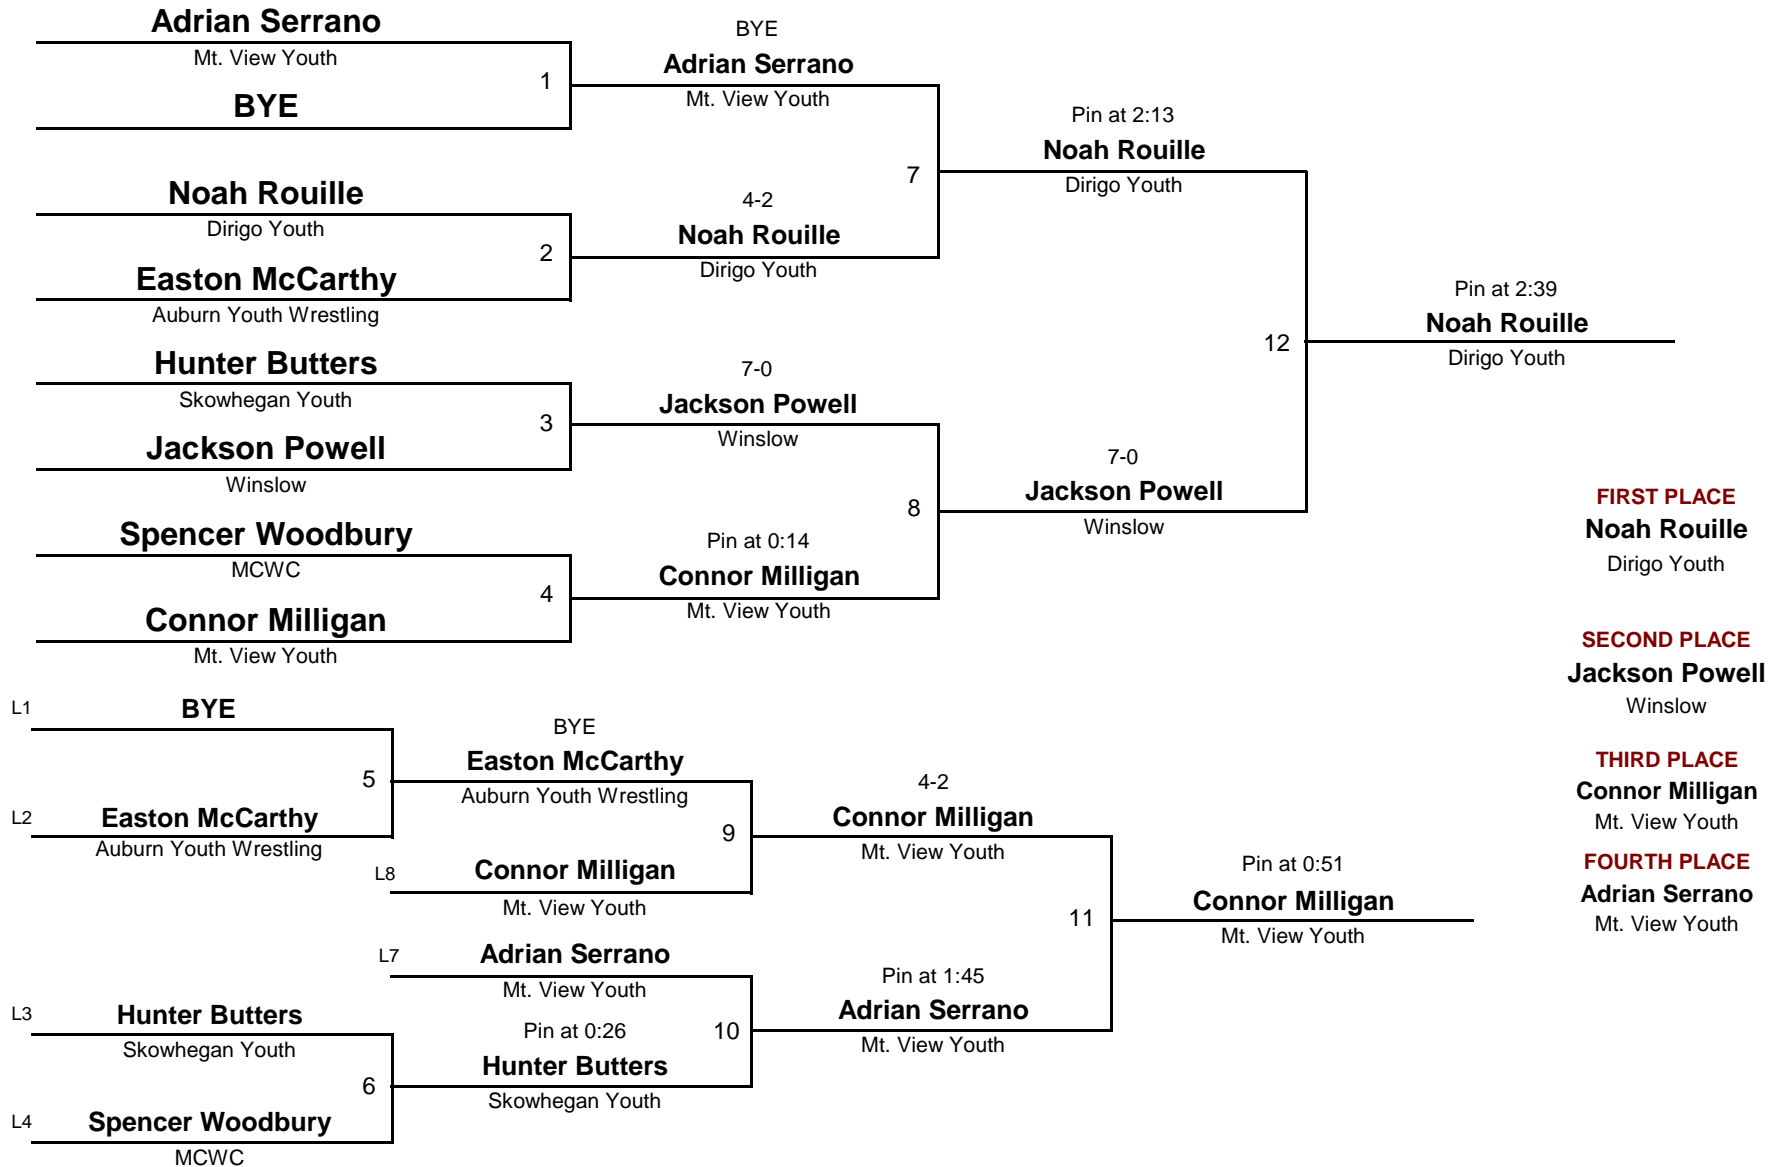 Adrian Serrano
Mt. View Youth
1
BYE
Noah Rouille
Dirigo Youth
2
Easton McCarthy
Auburn Youth Wrestling
Hunter Butters
Skowhegan Youth
3
Jackson Powell
Winslow
Spencer Woodbury
MCWC
4
Connor Milligan
Mt. View Youth
BYE
Adrian Serrano
Mt. View Youth
7
4-2
Noah Rouille
Dirigo Youth
7-0
Jackson Powell
Winslow
8
Pin at 0:14
Connor Milligan
Mt. View Youth
Pin at 2:13
Noah Rouille
Dirigo Youth
12
7-0
Jackson Powell
Winslow
Pin at 2:39
Noah Rouille
Dirigo Youth
FIRST PLACE
Noah Rouille
Dirigo Youth
SECOND PLACE
Jackson Powell
Winslow
THIRD PLACE
Connor Milligan
Mt. View Youth
FOURTH PLACE
Adrian Serrano
Mt. View Youth
L1
BYE
5
L2
Easton McCarthy
Auburn Youth Wrestling
L3
Hunter Butters
Skowhegan Youth
6
L4
Spencer Woodbury
MCWC
BYE
Easton McCarthy
Auburn Youth Wrestling
9
L8
Connor Milligan
Mt. View Youth
L7
Adrian Serrano
Mt. View Youth
10
Pin at 0:26
Hunter Butters
Skowhegan Youth
4-2
Connor Milligan
Mt. View Youth
11
Pin at 1:45
Adrian Serrano
Mt. View Youth
Pin at 0:51
Connor Milligan
Mt. View Youth